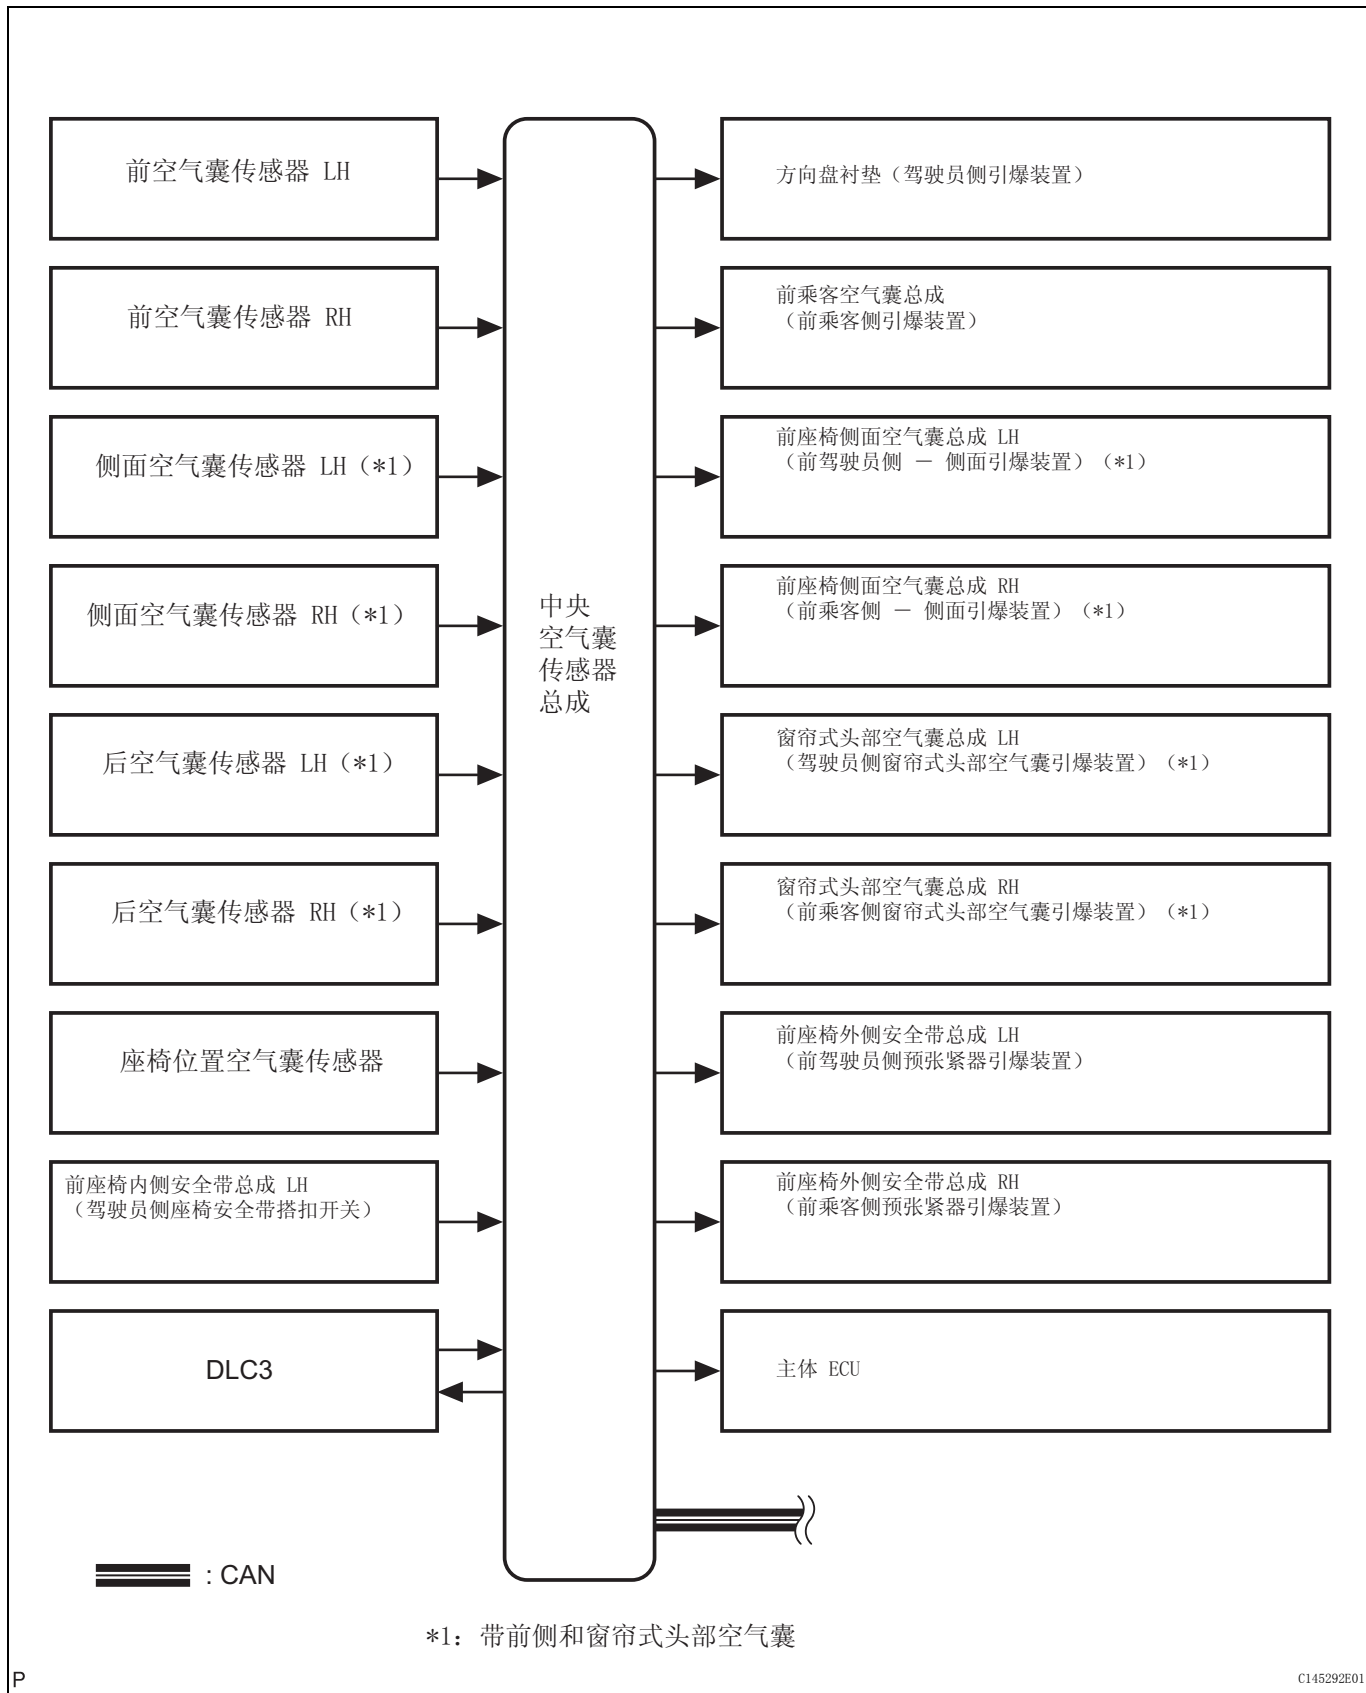 前空气囊传感器 LH
前空气囊传感器 RH
侧面空气囊传感器 LH（*1）
侧面空气囊传感器 RH（*1）
后空气囊传感器 LH（*1）
后空气囊传感器 RH（*1）
座椅位置空气囊传感器
前座椅内侧安全带总成 LH
（驾驶员侧座椅安全带搭扣开关）
DLC3
中央
空气囊
传感器
总成
方向盘衬垫（驾驶员侧引爆装置）
前乘客空气囊总成
（前乘客侧引爆装置）
前座椅侧面空气囊总成 LH
（前驾驶员侧 － 侧面引爆装置）（*1）
前座椅侧面空气囊总成 RH
（前乘客侧 － 侧面引爆装置）（*1）
窗帘式头部空气囊总成 LH
（驾驶员侧窗帘式头部空气囊引爆装置）（*1）
窗帘式头部空气囊总成 RH
（前乘客侧窗帘式头部空气囊引爆装置）（*1）
前座椅外侧安全带总成 LH
（前驾驶员侧预张紧器引爆装置）
前座椅外侧安全带总成 RH
（前乘客侧预张紧器引爆装置）
主体 ECU
: CAN
*1: 带前侧和窗帘式头部空气囊
P
C145292E01